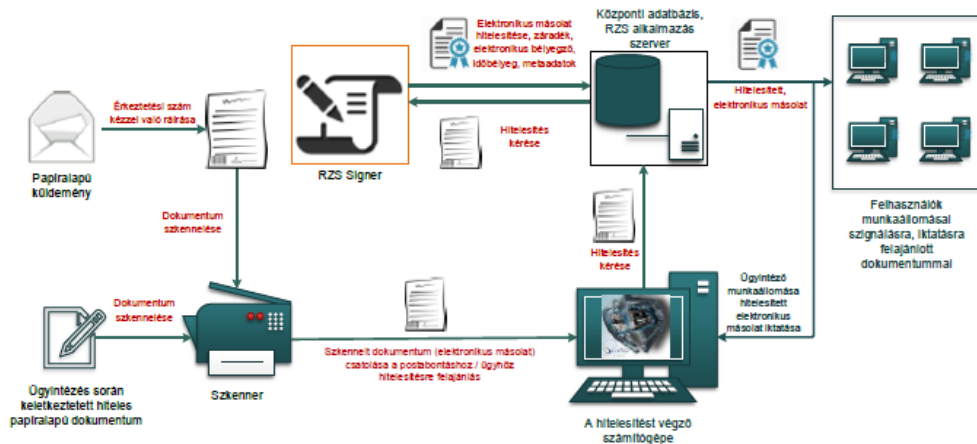 Elektronikus másolat
hitelesítése, záradék,
elektronikus bélyegző,
időbélyeg, metaadatok
Központi adatbázis,
RZS alkalmazás
szerver
Érkeztetési szám
kézzel való ráírása
Hitelesített,
elektronikus másolat
Hitelesítés
kérése
RZS Signer
Papíralapú
küldemény
Felhasználók
munkaállomásai
szignálásra, iktatásra
felajánlott
dokumentummal
Dokumentum
szkennelése
Hitelesítés
kérése
Ügyintéző
munkaállomása
hitelesített
elektronikus
másolat iktatása
Dokumentum
szkennelése
Szkennelt dokumentum (elektronikus másolat)
csatolása a postabontáshoz / ügyhöz
hitelesítésre felajánlás
Ügyintézés során
keletkeztetett hiteles
papíralapú dokumentum
Szkenner
A hitelesítést végző
számítógépe